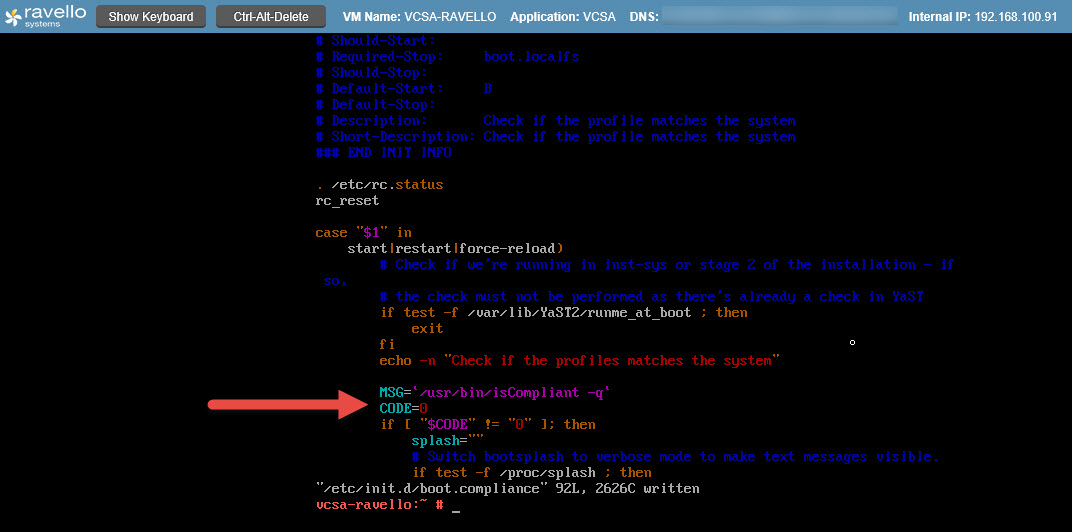 ravello systems Show Keyboard Ctrl-Alt-Delete VM Name: VCSA-RAVELLO Application: VCSA DNS: Internal IP: 192.168.100.91
# Should-Start:
# Required-Stop: boot.localfs
# Should-Stop:
# Default-Start: B
# Default-Stop:
# Description: Check if the profile matches the system
# Short-Description: Check if the profile matches the system
### END INIT INFO
. /etc/rc.status
rc_reset
case "$1" in
start|restart|force-reload)
# Check if we're running in inst-sys or stage 2 of the installation - if
so,
# the check must not be performed as there's already a check in YaST
if test -f /var/lib/YaST2/runme_at_boot ; then
exit
fi
echo -n "Check if the profiles matches the system"
MSG=`/usr/bin/isCompliant -q`
CODE=0
if [ "$CODE" != "0" ]; then
splash=""
# Switch bootsplash to verbose mode to make text messages visible.
if test -f /proc/splash ; then
"/etc/init.d/boot.compliance" 92L, 2626C written
vcsa-ravello:~ # _